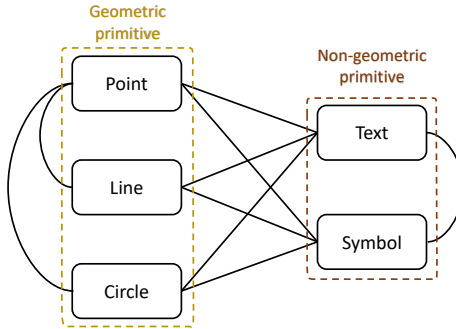 Geometric
primitive
Point
Line
Circle
Non-geometric
primitive
Text
Symbol